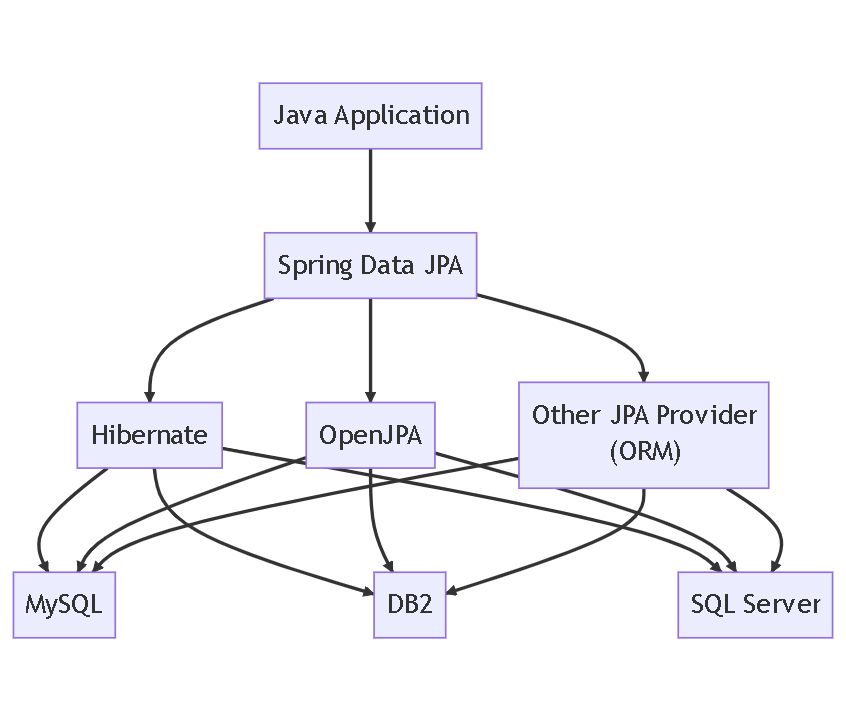 Java Application
Spring Data JPA
Hibernate
OpenJPA
Other JPA Provider
(ORM)
MySQL
DB2
SQL Server